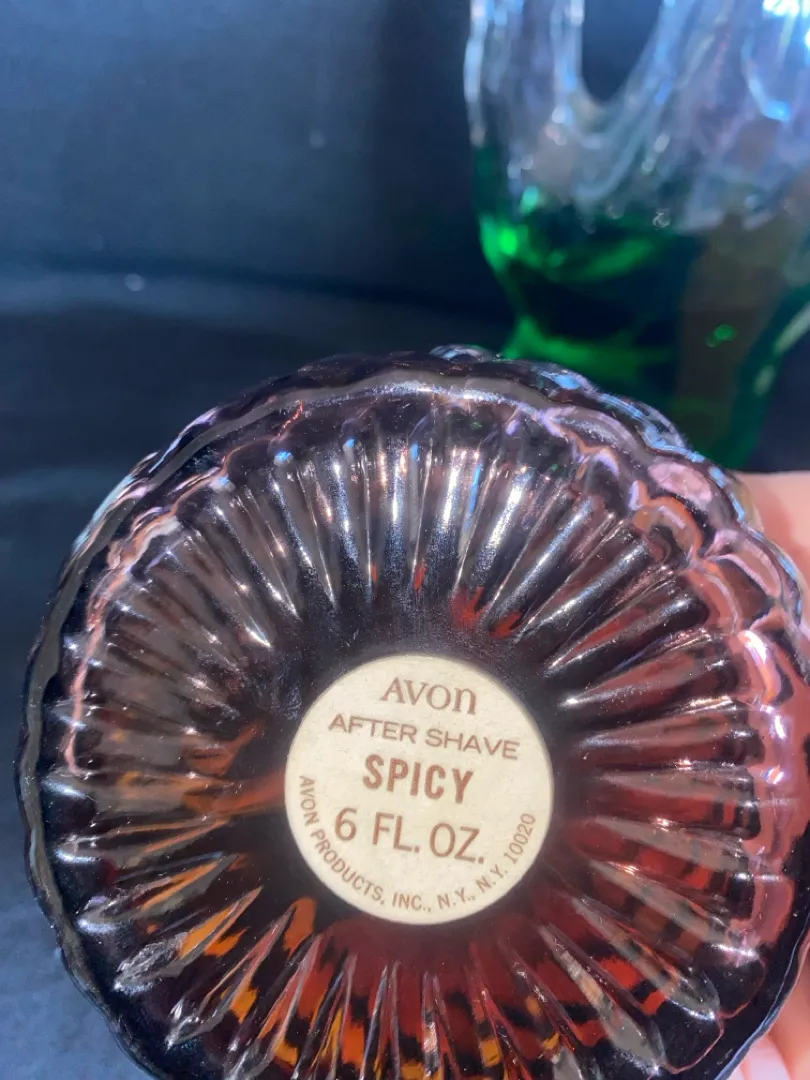 AVON
AFTER SHAVE
SPICY
6 FL. OZ.
AVON PRODUCTS, INC., N.Y., N.Y. 10020